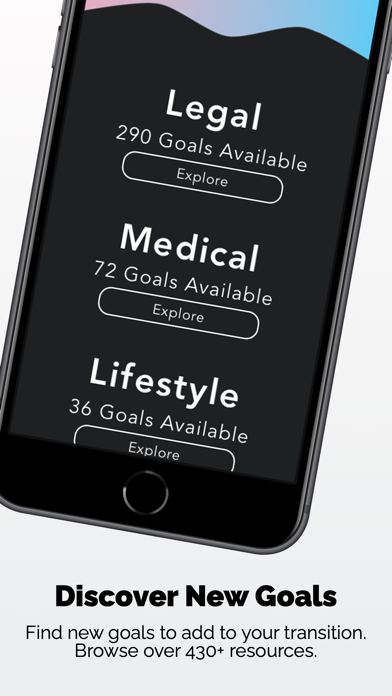 Legal
290 Goals Available
Explore
Medical
72 Goals Available
Explore
Lifestyle
36 Goals Available
Explore
Discover New Goals
Find new goals to add to your transition.
Browse over 430+ resources.